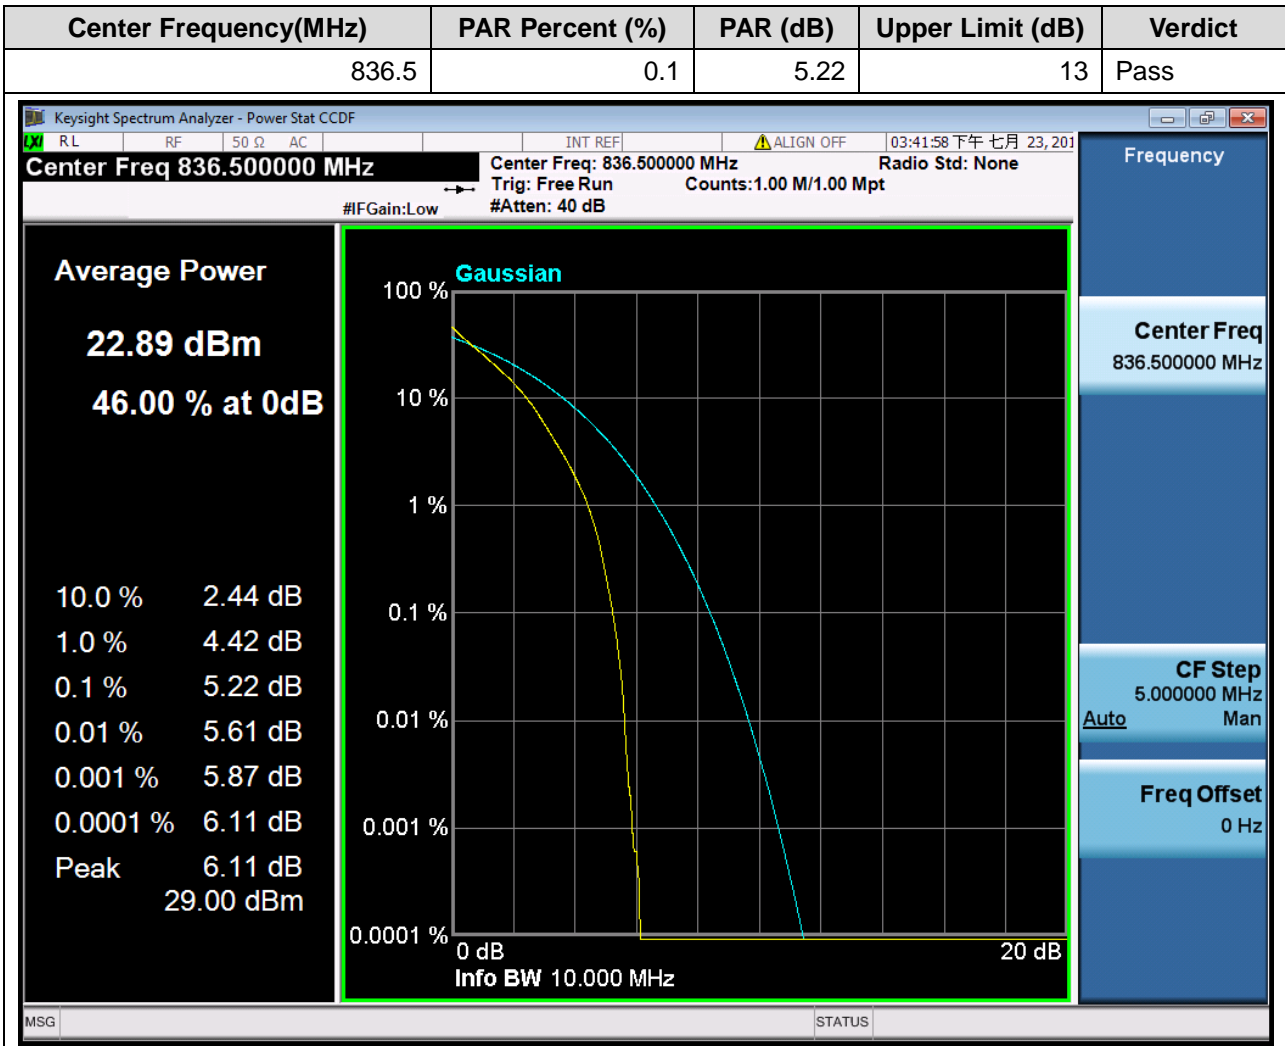 Center Frequency(MHz) PAR Percent (%) PAR (dB) Upper Limit (dB) Verdict
836.5 0.1 5.22 13 Pass
Keysight Spectrum Analyzer - Power Stat CCDF
LXI RL RF 50 Ω AC INT REF ALIGN OFF 03:41:58 下午 七月 23, 201
Center Freq 836.500000 MHz
Center Freq: 836.500000 MHz Radio Std: None
Trig: Free Run Counts:1.00 M/1.00 Mpt
#IFGain:Low #Atten: 40 dB
Average Power
22.89 dBm
46.00 % at 0dB
10.0 % 2.44 dB
1.0 % 4.42 dB
0.1 % 5.22 dB
0.01 % 5.61 dB
0.001 % 5.87 dB
0.0001 % 6.11 dB
Peak 6.11 dB
29.00 dBm
Gaussian
100 %
10 %
1 %
0.1 %
0.01 %
0.001 %
0.0001 %
0 dB 20 dB
Info BW 10.000 MHz
Frequency
Center Freq
836.500000 MHz
CF Step
5.000000 MHz
Auto Man
Freq Offset
0 Hz
MSG STATUS